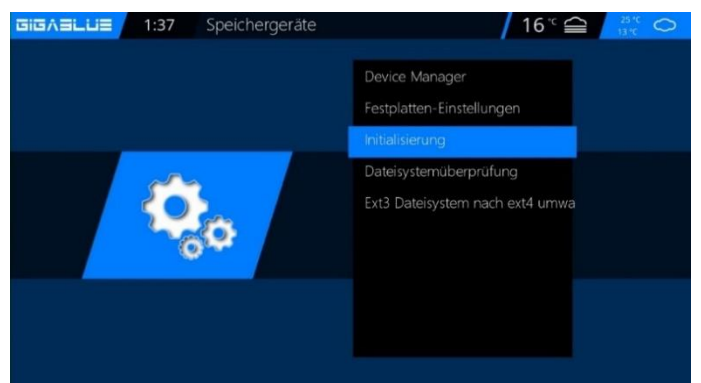 GIGABLUE 1:37 Speichergeräte 16 °C 25 °C
13 °C
Device Manager
Festplatten-Einstellungen
Initialisierung
Dateisystemüberprüfung
Ext3 Dateisystem nach ext4 umwa